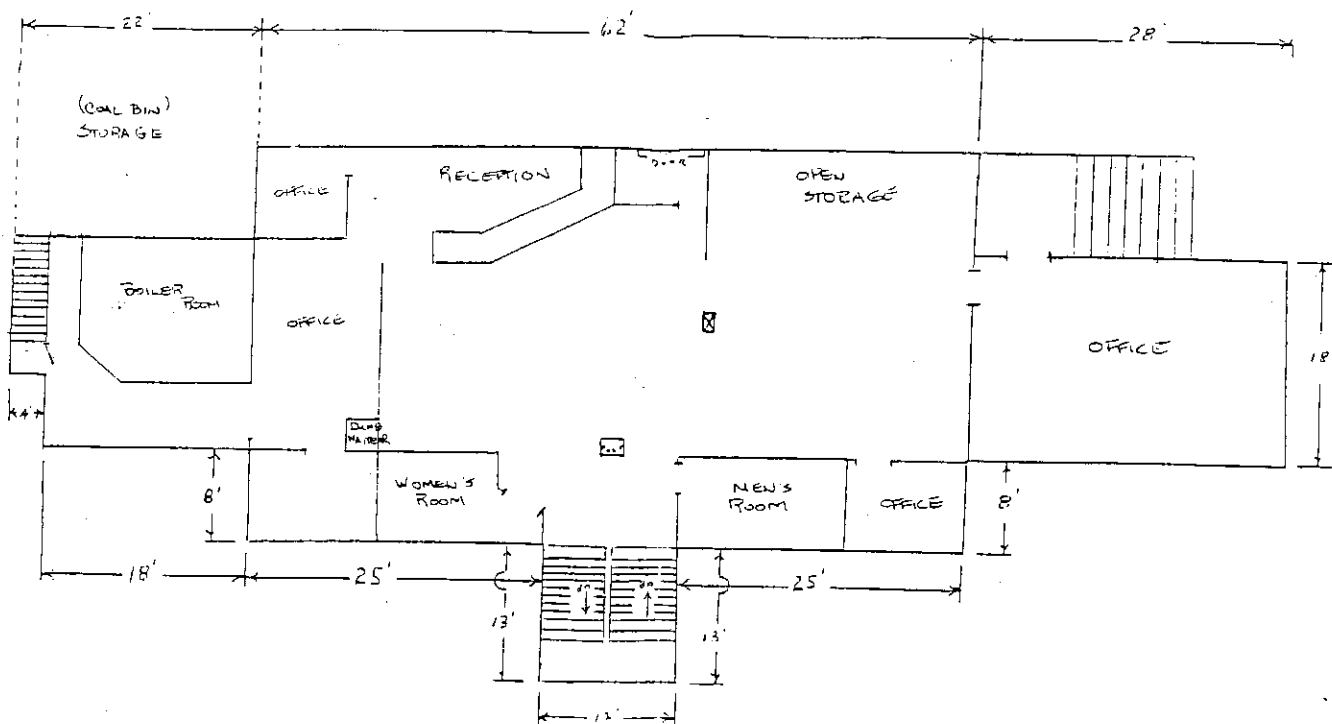 22'
62'
28'
(COAL BIN)
STORAGE
OFFICE
RECEPTION
DOOR
OPEN
STORAGE
BOILER
ROOM
OFFICE
OFFICE
18
4'
DUMB
WAITER
8'
WOMEN'S
ROOM
MEN'S
ROOM
OFFICE
8'
18'
25'
25'
13'
13'
12'